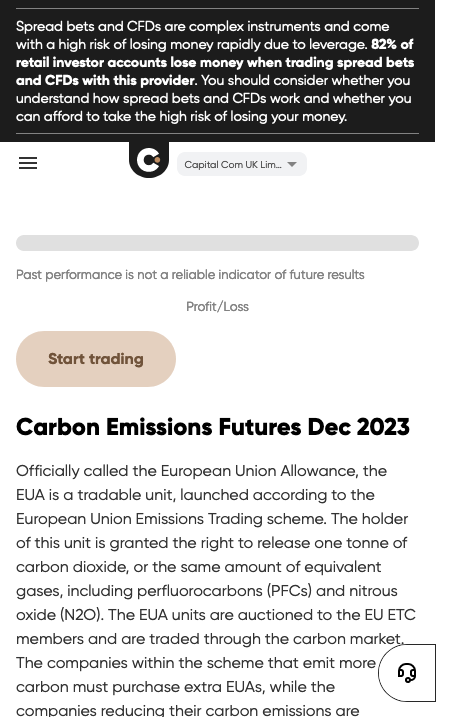 Spread bets and CFDs are complex instruments and come
with a high risk of losing money rapidly due to leverage. 82% of
retail investor accounts lose money when trading spread bets
and CFDs with this provider. You should consider whether you
understand how spread bets and CFDs work and whether you
can afford to take the high risk of losing your money.
Capital Com UK Lim...
Past performance is not a reliable indicator of future results
Profit/Loss
Start trading
Carbon Emissions Futures Dec 2023
Officially called the European Union Allowance, the
EUA is a tradable unit, launched according to the
European Union Emissions Trading scheme. The holder
of this unit is granted the right to release one tonne of
carbon dioxide, or the same amount of equivalent
gases, including perfluorocarbons (PFCs) and nitrous
oxide (N2O). The EUA units are auctioned to the EU ETC
members and are traded through the carbon market.
The companies within the scheme that emit more
carbon must purchase extra EUAs, while the
companies reducing their carbon emissions are